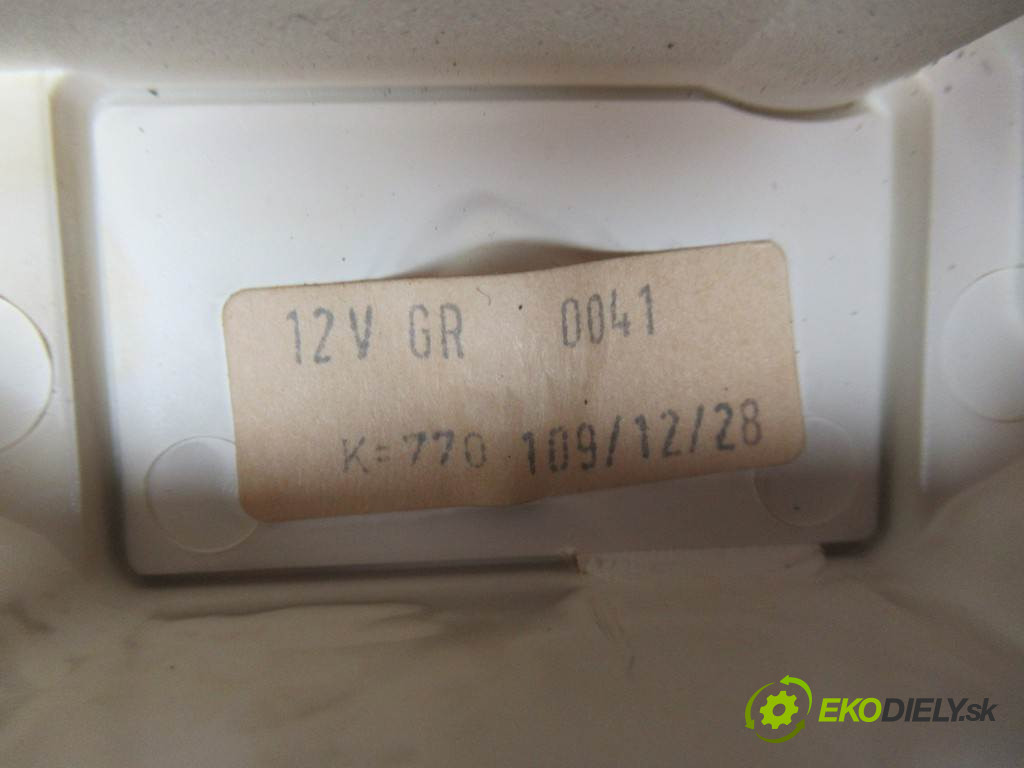 12V GR 0041
K=770 109/12/28
EKODIELY.sk